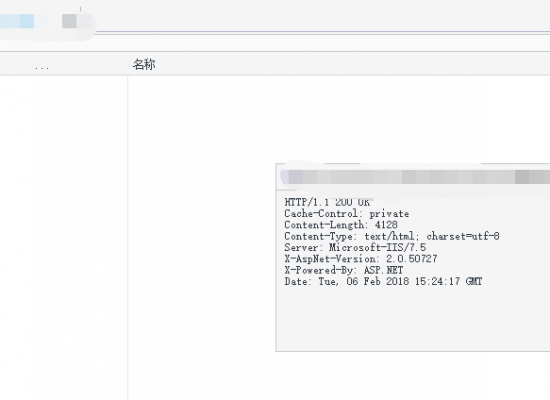 ... 名称
HTTP/1.1 200 OK
Cache-Control: private
Content-Length: 4128
Content-Type: text/html; charset=utf-8
Server: Microsoft-IIS/7.5
X-AspNet-Version: 2.0.50727
X-Powered-By: ASP.NET
Date: Tue, 06 Feb 2018 15:24:17 GMT